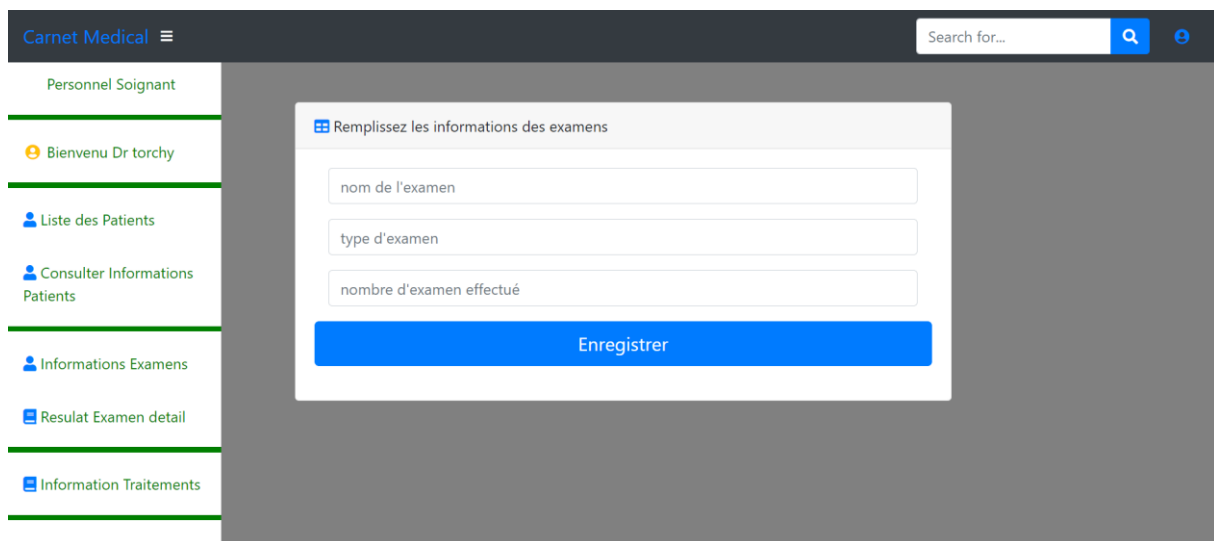 Carnet Medical
Search for...
Personnel Soignant
Bienvenu Dr torchy
Liste des Patients
Consulter Informations
Patients
Informations Examens
Resulat Examen detail
Information Traitements
Remplissez les informations des examens
nom de l'examen
type d'examen
nombre d'examen effectué
Enregistrer